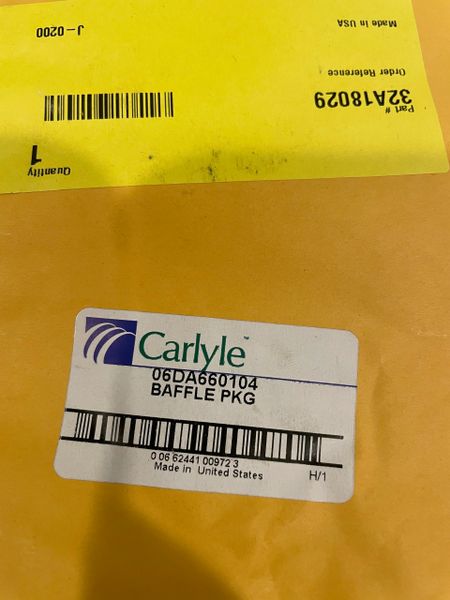 Part#
32A18029
Order Reference
Made in USA
J-0200
Quantity
1
Carlyle™
06DA660104
BAFFLE PKG
0 06 62441 00972 3
Made in United States
H/1